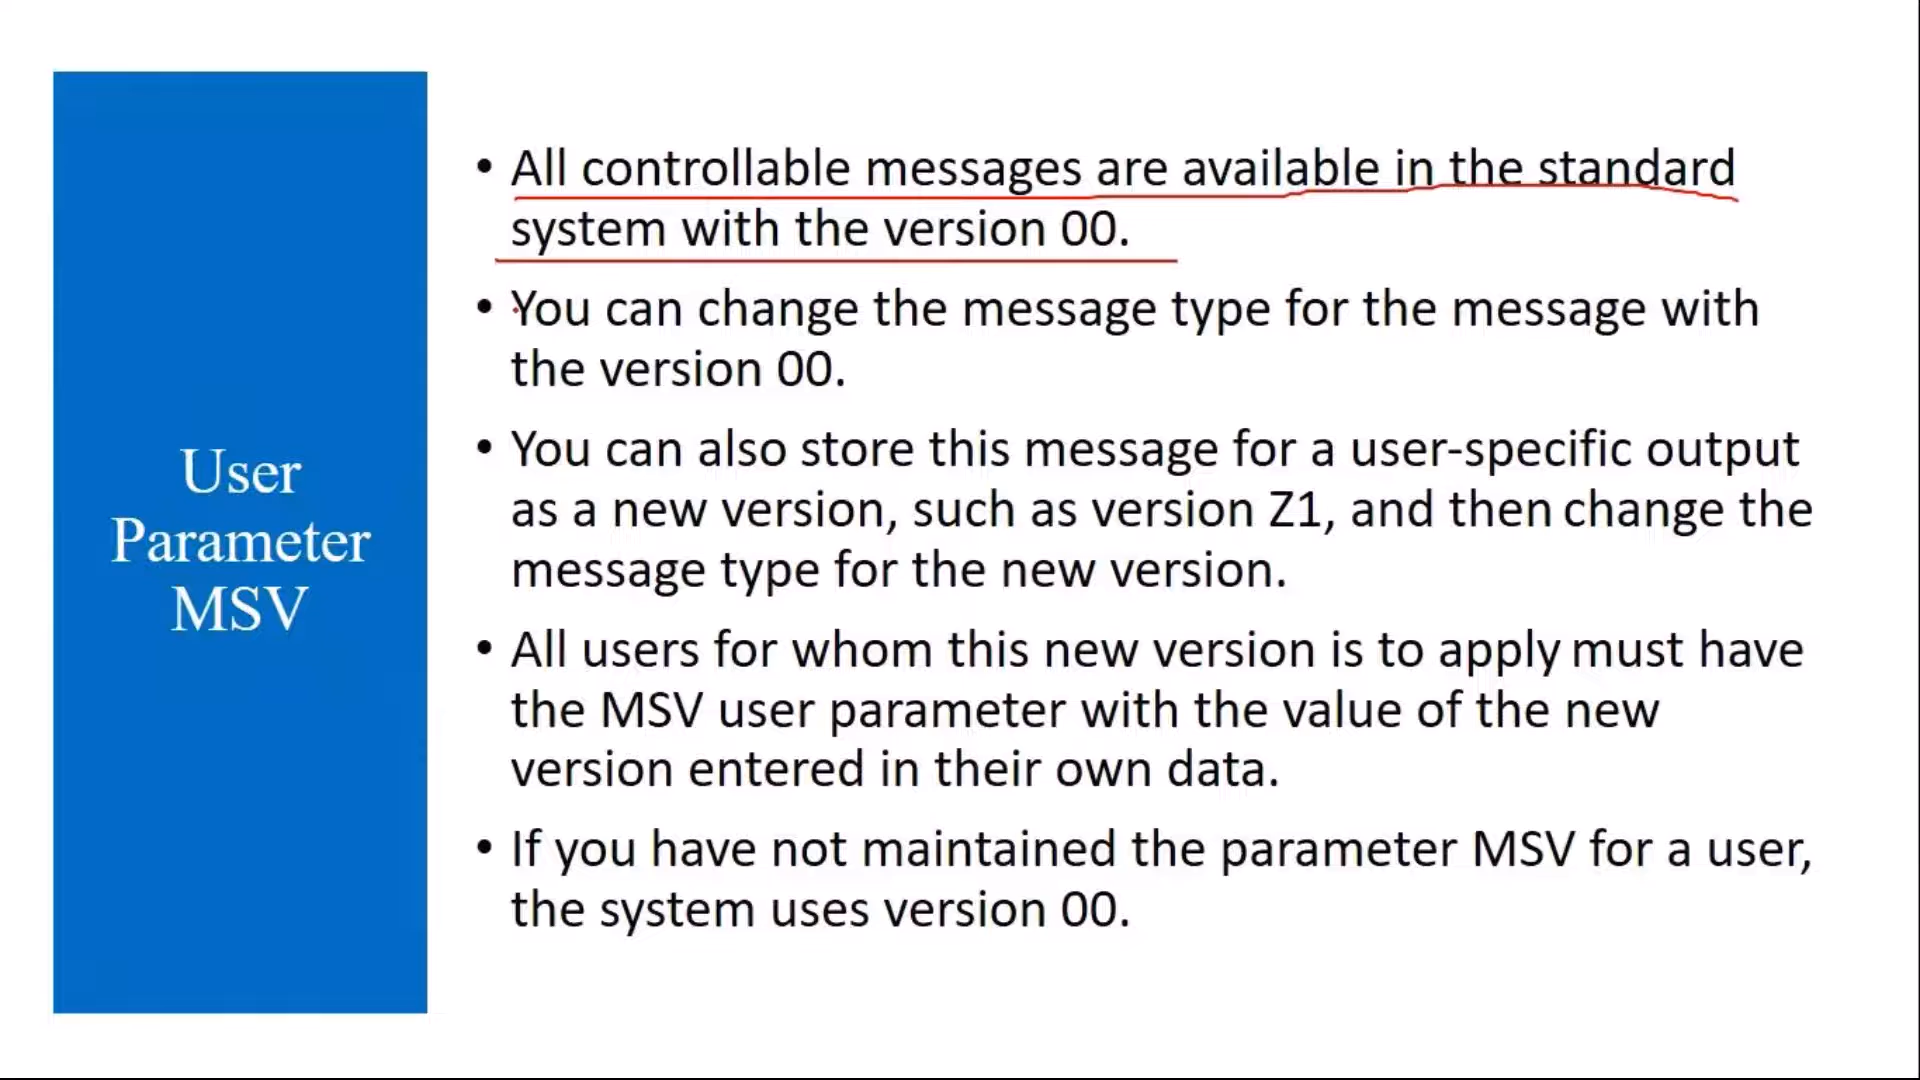 User
Parameter
MSV
• All controllable messages are available in the standard
system with the version 00.
• You can change the message type for the message with
the version 00.
• You can also store this message for a user-specific output
as a new version, such as version Z1, and then change the
message type for the new version.
• All users for whom this new version is to apply must have
the MSV user parameter with the value of the new
version entered in their own data.
• If you have not maintained the parameter MSV for a user,
the system uses version 00.